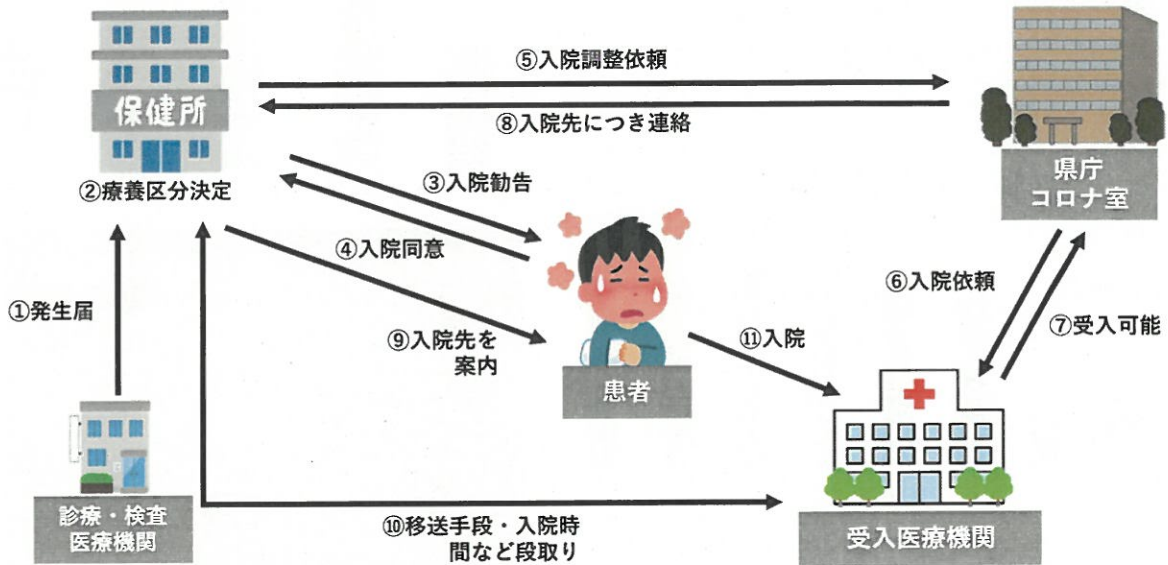 ⑤入院調整依頼
保健所
⑧入院先につき連絡
県庁
コロナ室
②療養区分決定
③入院勧告
④入院同意
①発生届
⑥入院依頼
⑦受入可能
⑨入院先を
案内
⑪入院
患者
診療・検査
医療機関
⑩移送手段・入院時
間など段取り
受入医療機関